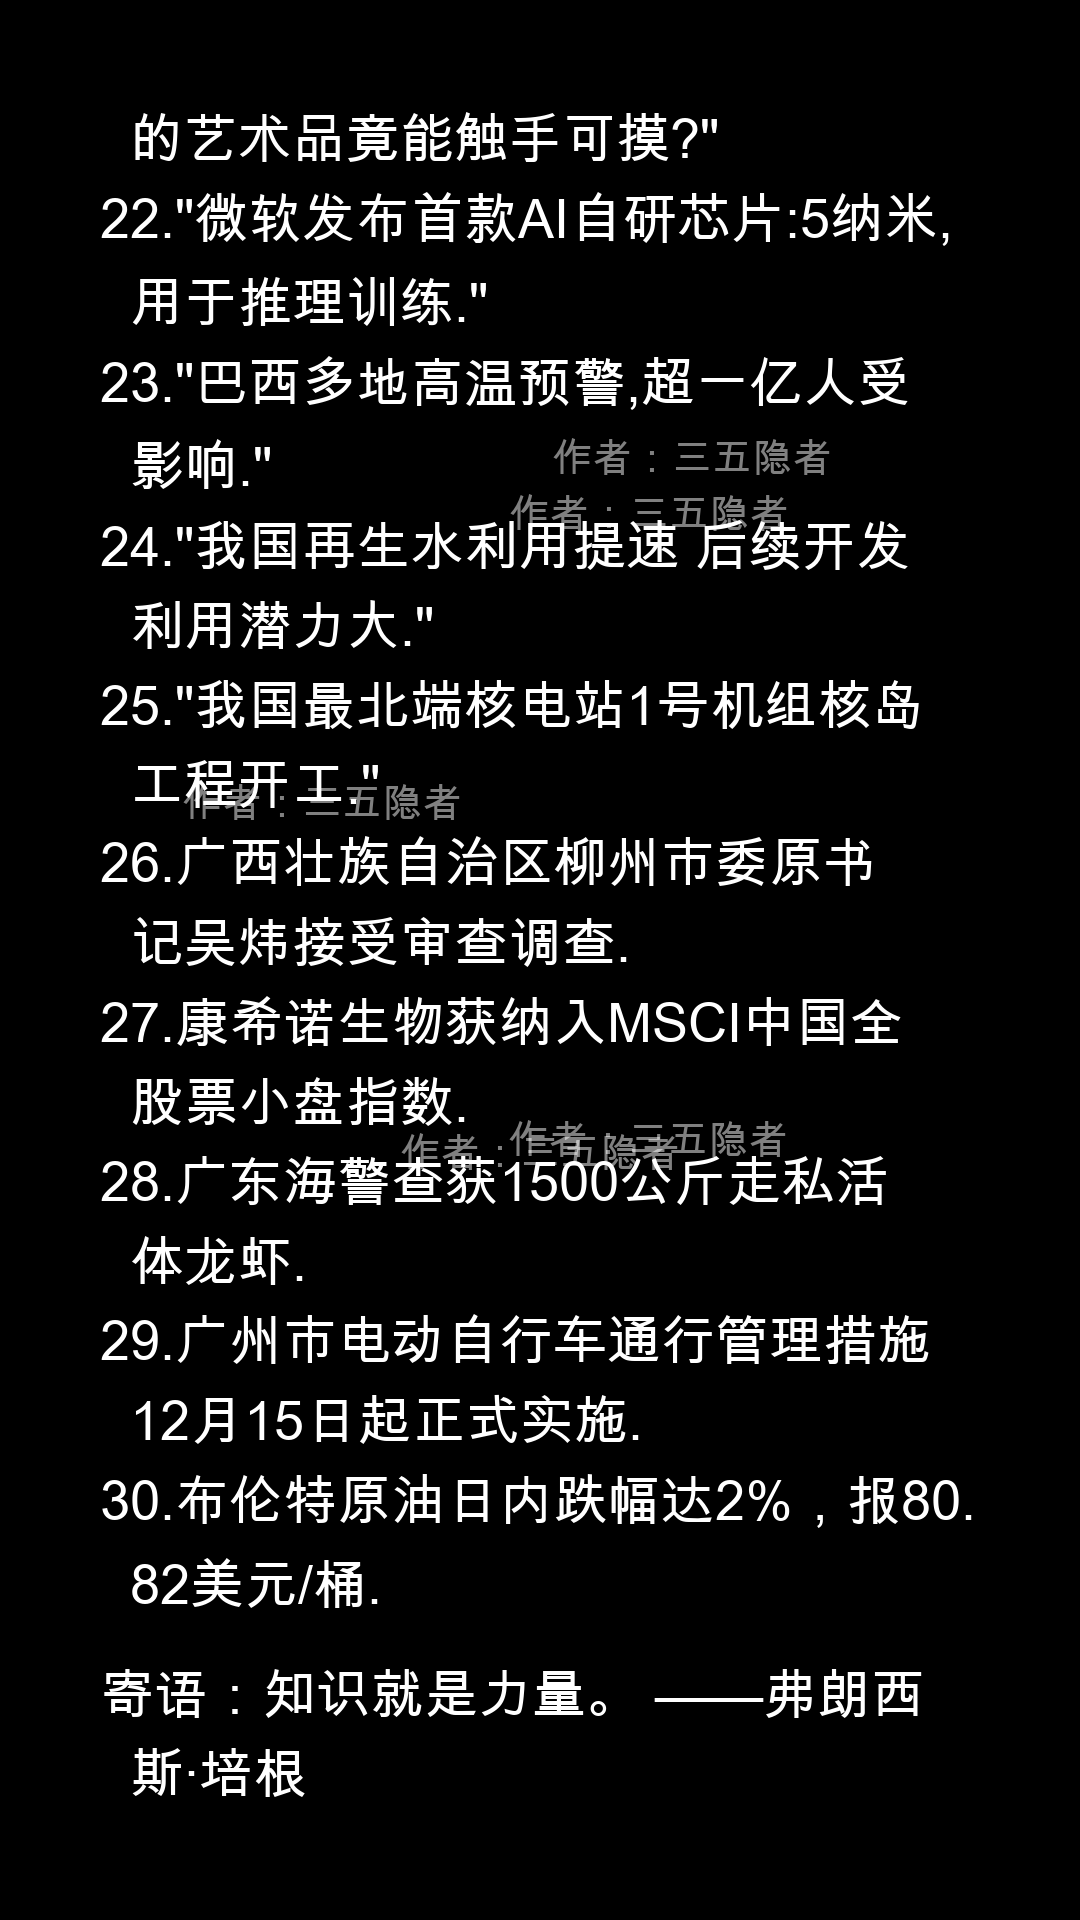 的艺术品竟能触手可摸?"
22."微软发布首款AI自研芯片:5纳米,
用于推理训练."
23."巴西多地高温预警,超一亿人受
影响."
作者：三五隐者
作者：三五隐者
24."我国再生水利用提速 后续开发
利用潜力大."
25."我国最北端核电站1号机组核岛
工程开工."
作者：三五隐者
26.广西壮族自治区柳州市委原书
记吴炜接受审查调查.
27.康希诺生物获纳入MSCI中国全
股票小盘指数.
作者：三五隐者
作者：三五隐者
28.广东海警查获1500公斤走私活
体龙虾.
29.广州市电动自行车通行管理措施
12月15日起正式实施.
30.布伦特原油日内跌幅达2%，报80.
82美元/桶.
寄语：知识就是力量。 ——弗朗西
斯·培根